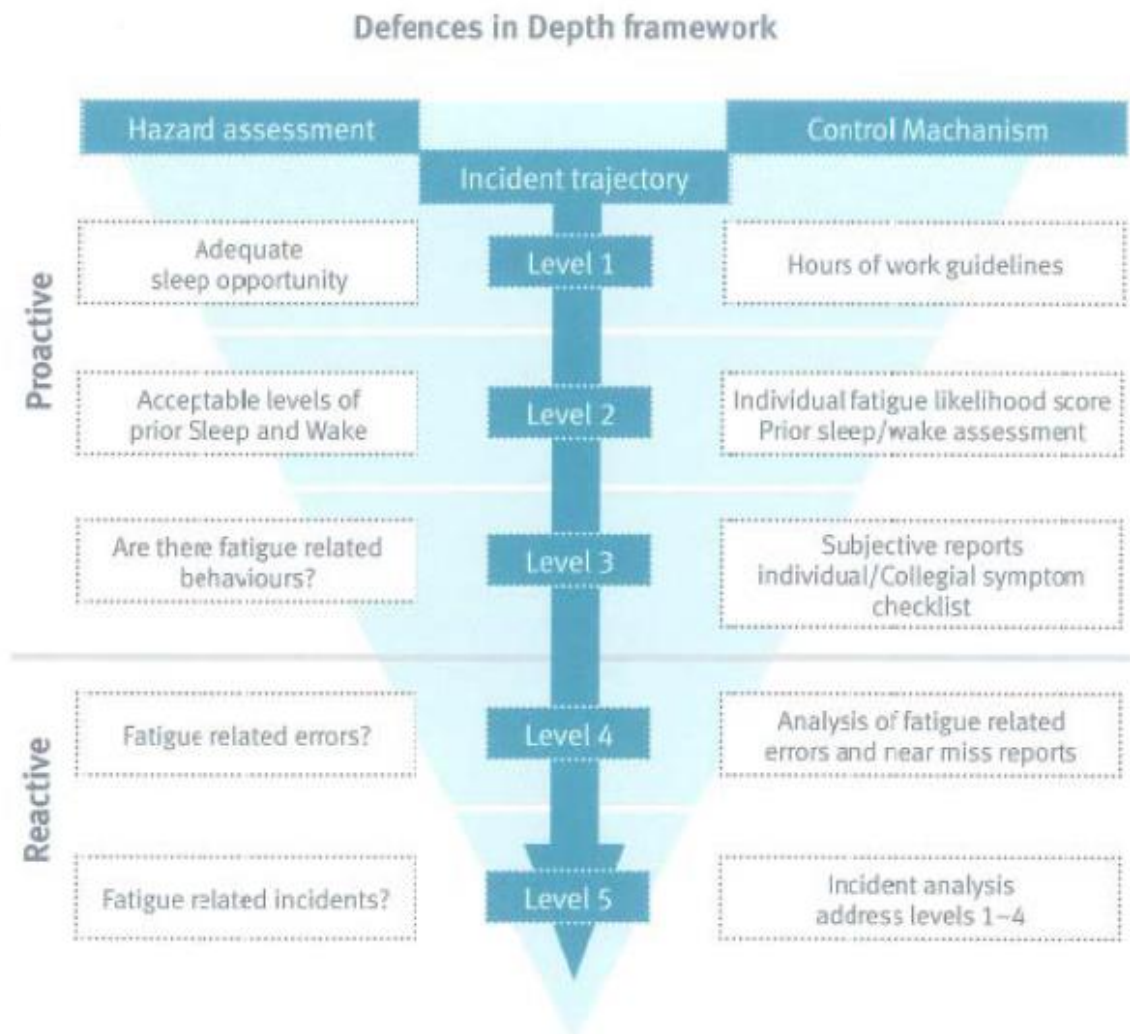 Defences in Depth framework
Hazard assessment
Control Machanism
Incident trajectory
Proactive
Adequate
sleep opportunity
Level 1
Hours of work guidelines
Acceptable levels of
prior Sleep and Wake
Level 2
Individual fatigue likelihood score
Prior sleep/wake assessment
Are there fatigue related
behaviours?
Level 3
Subjective reports
individual/Collegial symptom
checklist
Reactive
Fatigue related errors?
Level 4
Analysis of fatigue related
errors and near miss reports
Fatigue related incidents?
Level 5
Incident analysis
address levels 1–4